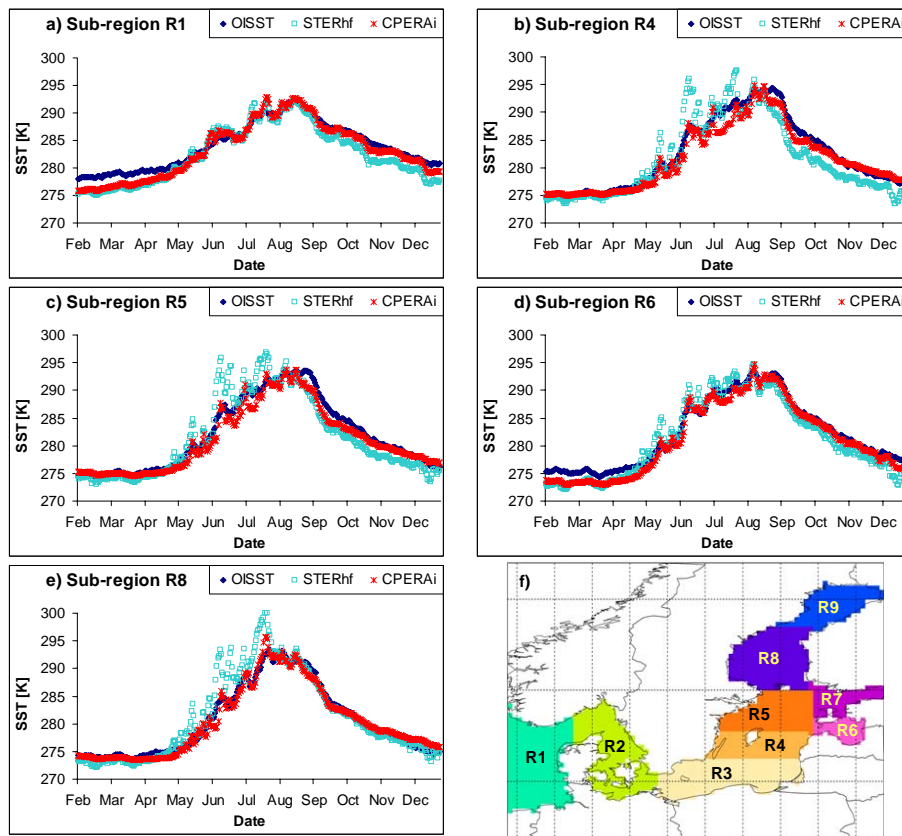 a) Sub-region R1
OISST STERhf CPERAi
SST [K]
300
295
290
285
280
275
270
Feb Mar Apr May Jun Jul Aug Sep Oct Nov Dec
Date
b) Sub-region R4
OISST STERhf CPERAi
SST [K]
300
295
290
285
280
275
270
Feb Mar Apr May Jun Jul Aug Sep Oct Nov Dec
Date
c) Sub-region R5
OISST STERhf CPERAi
SST [K]
300
295
290
285
280
275
270
Feb Mar Apr May Jun Jul Aug Sep Oct Nov Dec
Date
d) Sub-region R6
OISST STERhf CPERAi
SST [K]
300
295
290
285
280
275
270
Feb Mar Apr May Jun Jul Aug Sep Oct Nov Dec
Date
e) Sub-region R8
OISST STERhf CPERAi
SST [K]
300
295
290
285
280
275
270
Feb Mar Apr May Jun Jul Aug Sep Oct Nov Dec
Date
f)
R9
R8
R7
R6
R5
R4
R3
R2
R1